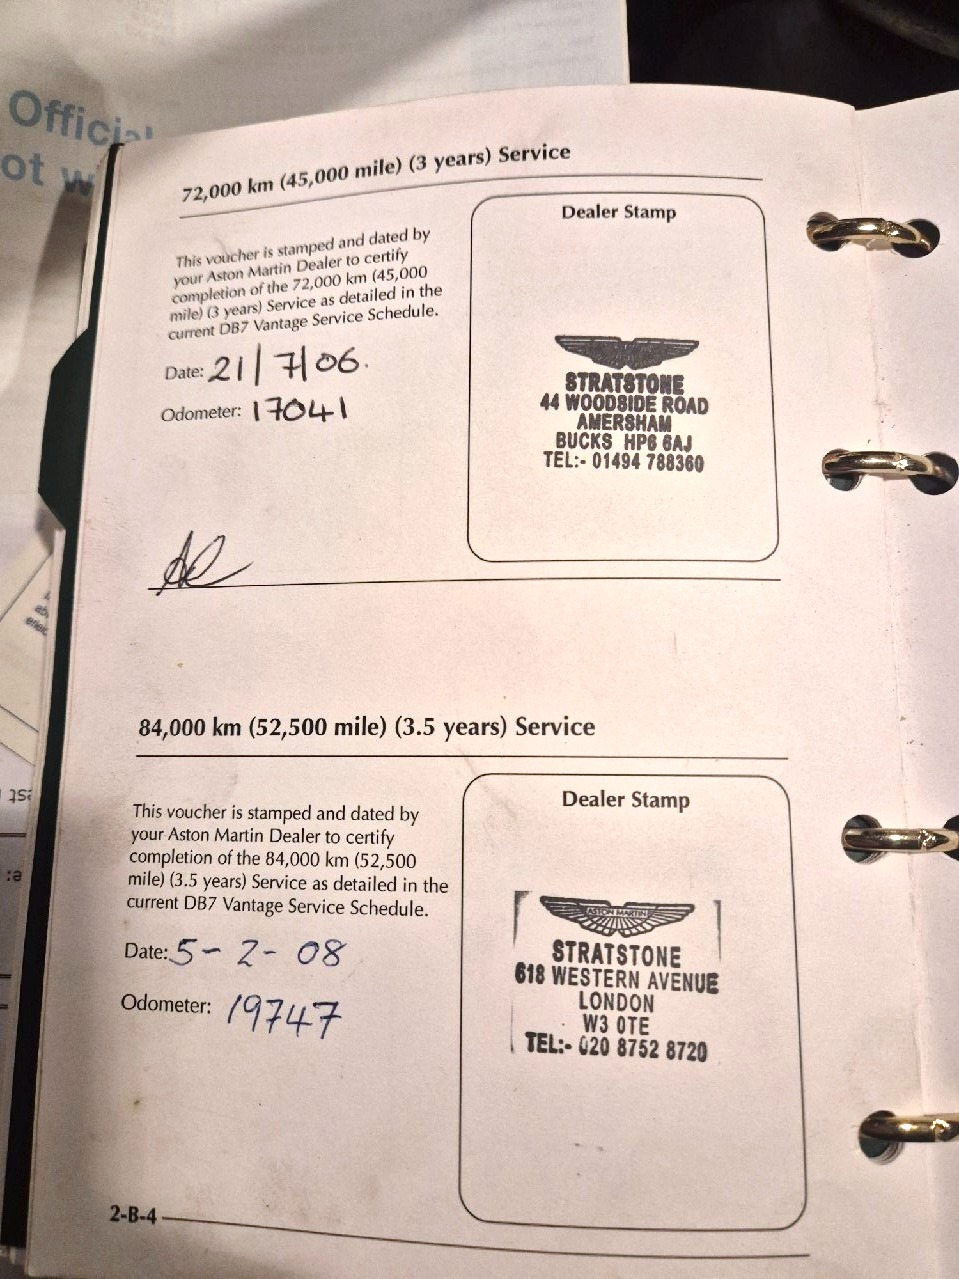 Official
ot w
72,000 km (45,000 mile) (3 years) Service
This voucher is stamped and dated by
your Aston Martin Dealer to certify
completion of the 72,000 km (45,000
mile) (3 years) Service as detailed in the
current DB7 Vantage Service Schedule.
Date: 21/7/06.
Odometer: 17041
Dealer Stamp
STRATSTONE
44 WOODSIDE ROAD
AMERSHAM
BUCKS HP6 6AJ
TEL:- 01494 788360
84,000 km (52,500 mile) (3.5 years) Service
This voucher is stamped and dated by
your Aston Martin Dealer to certify
completion of the 84,000 km (52,500
mile) (3.5 years) Service as detailed in the
current DB7 Vantage Service Schedule.
Date: 5-2-08
Odometer: 19747
Dealer Stamp
ASTON MARTIN
STRATSTONE
618 WESTERN AVENUE
LONDON
W3 0TE
TEL:- 020 8752 8720
2-B-4